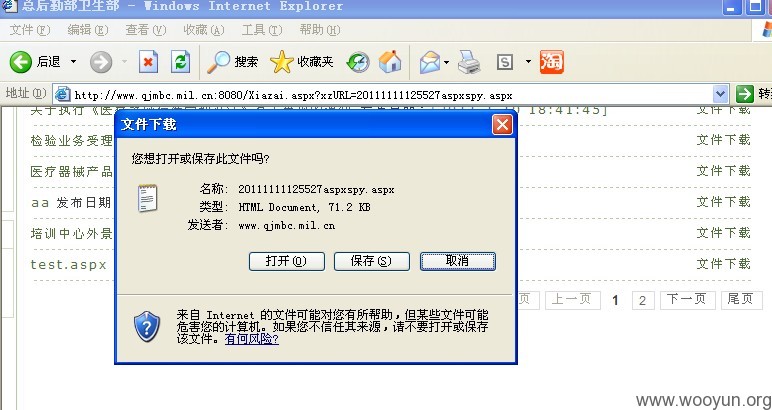 总后勤部卫生部 - Windows Internet Explorer
文件(F) 编辑(E) 查看(V) 收藏(A) 工具(T) 帮助(H)
后退 搜索 收藏夹 S 淘
地址(D) http://www.qjmbc.mil.cn:8080/Xiazai.aspx?xzURL=20111111125527aspxspy.aspx 转到
18:41:45] 文件下载
检验业务受理 文件下载
医疗器械产品 文件下载
aa 发布日期 文件下载
培训中心外景 文件下载
test.aspx 文件下载
页 上一页 1 2 下一页 尾页
文件下载
您想打开或保存此文件吗?
名称: 20111111125527aspxspy.aspx
类型: HTML Document, 71.2 KB
发送者: www.qjmbc.mil.cn
打开(O) 保存(S) 取消
来自 Internet 的文件可能对您有所帮助，但某些文件可能
危害您的计算机。如果您不信任其来源，请不要打开或保存
该文件。有何风险?
www.wooyun.org